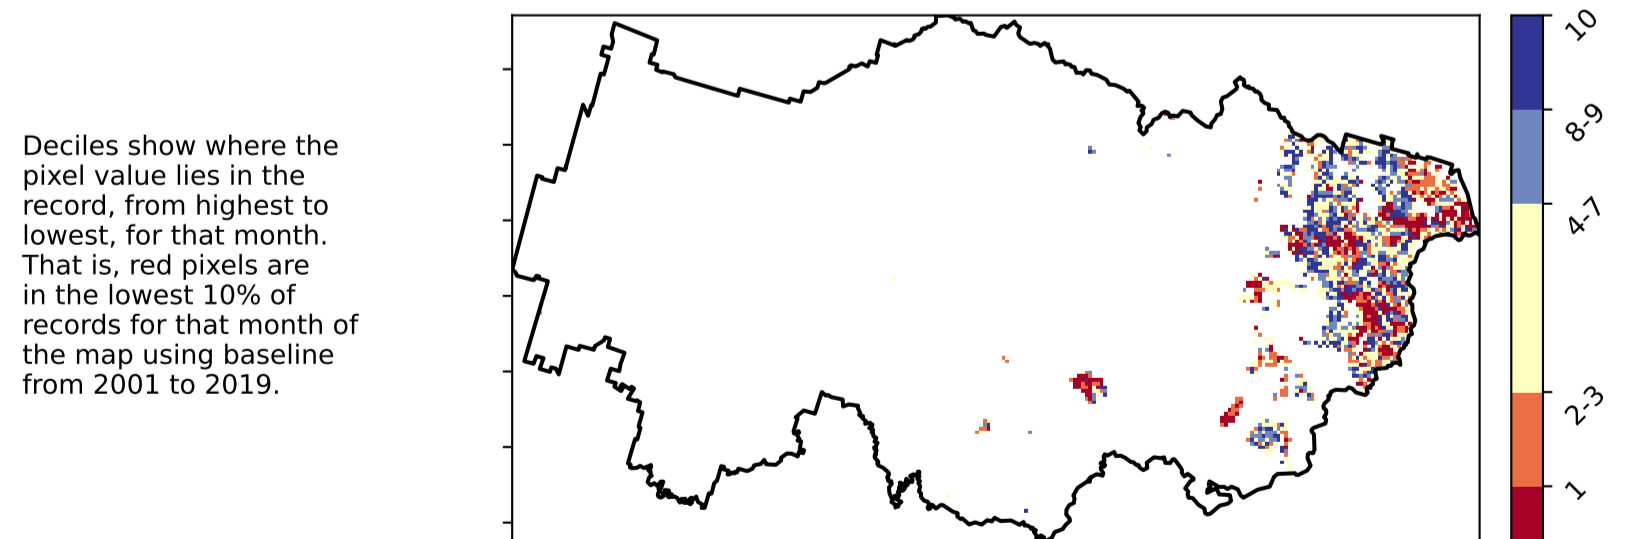 Deciles show where the
pixel value lies in the
record, from highest to
lowest, for that month.
That is, red pixels are
in the lowest 10% of
records for that month of
the map using baseline
from 2001 to 2019.
10
8-9
4-7
2-3
1